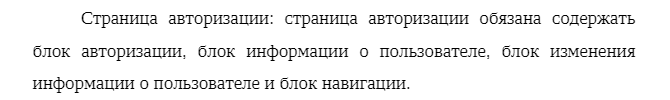 Страница авторизации: страница авторизации обязана содержать
блок авторизации, блок информации о пользователе, блок изменения
информации о пользователе и блок навигации.